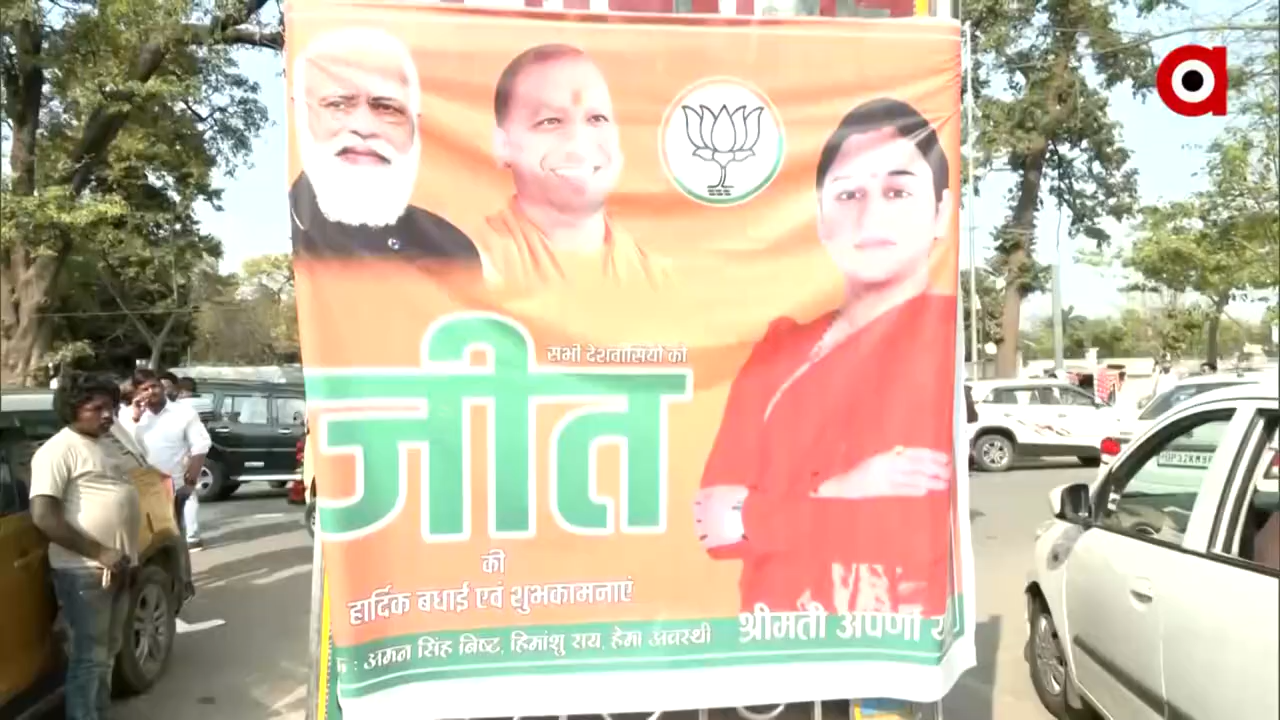 सभी देशवासियों को
जीत
की
हार्दिक बधाई एवं शुभकामनाएं
: अमन सिंह बिष्ट, हिमांशु राय, हेमा अवस्थी
श्रीमती अपर्णा